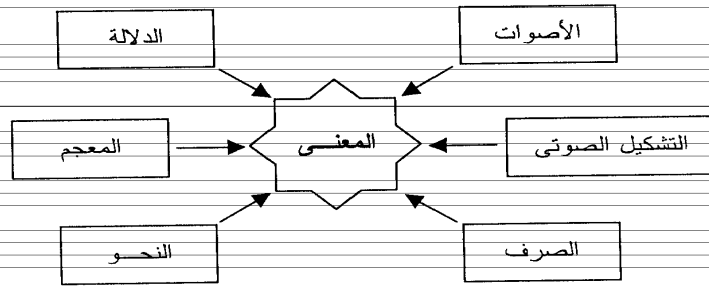 الأصوات
الدلالة
التشكيل الصوتى
المعنـــى
المعجم
الصرف
النحــو